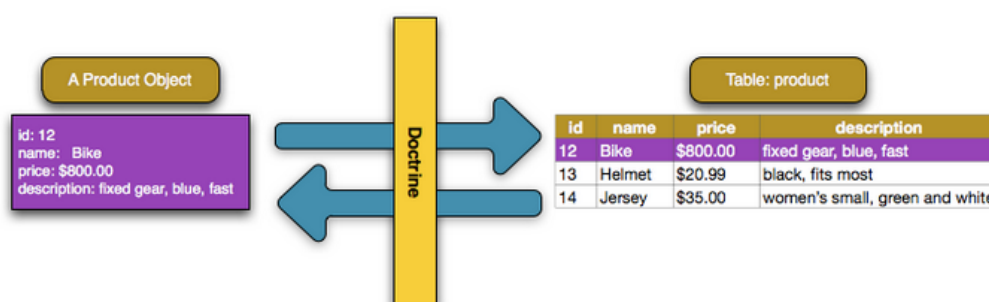 A Product Object
id: 12
name: Bike
price: $800.00
description: fixed gear, blue, fast
Doctrine
Table: product
id name price description
12 Bike $800.00 fixed gear, blue, fast
13 Helmet $20.99 black, fits most
14 Jersey $35.00 women's small, green and white